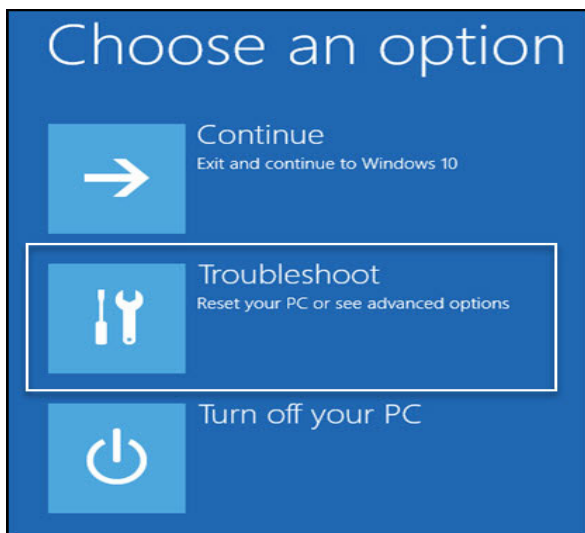 Choose an option
Continue
Exit and continue to Windows 10
Troubleshoot
Reset your PC or see advanced options
Turn off your PC